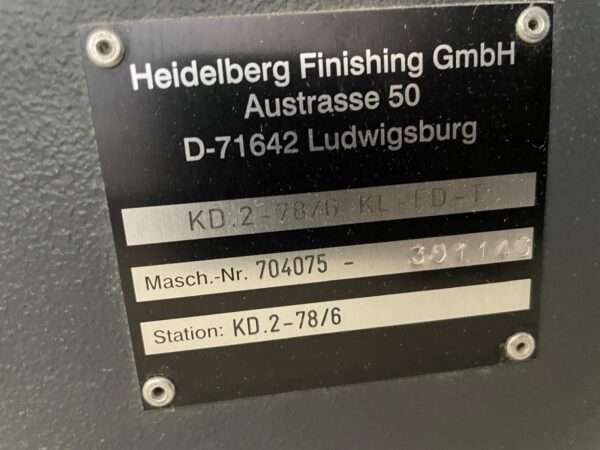 Heidelberg Finishing GmbH
Austrasse 50
D-71642 Ludwigsburg
KD.2-78/6 KL-FD-T
Masch.-Nr. 704075 - 301143
Station: KD.2-78/6